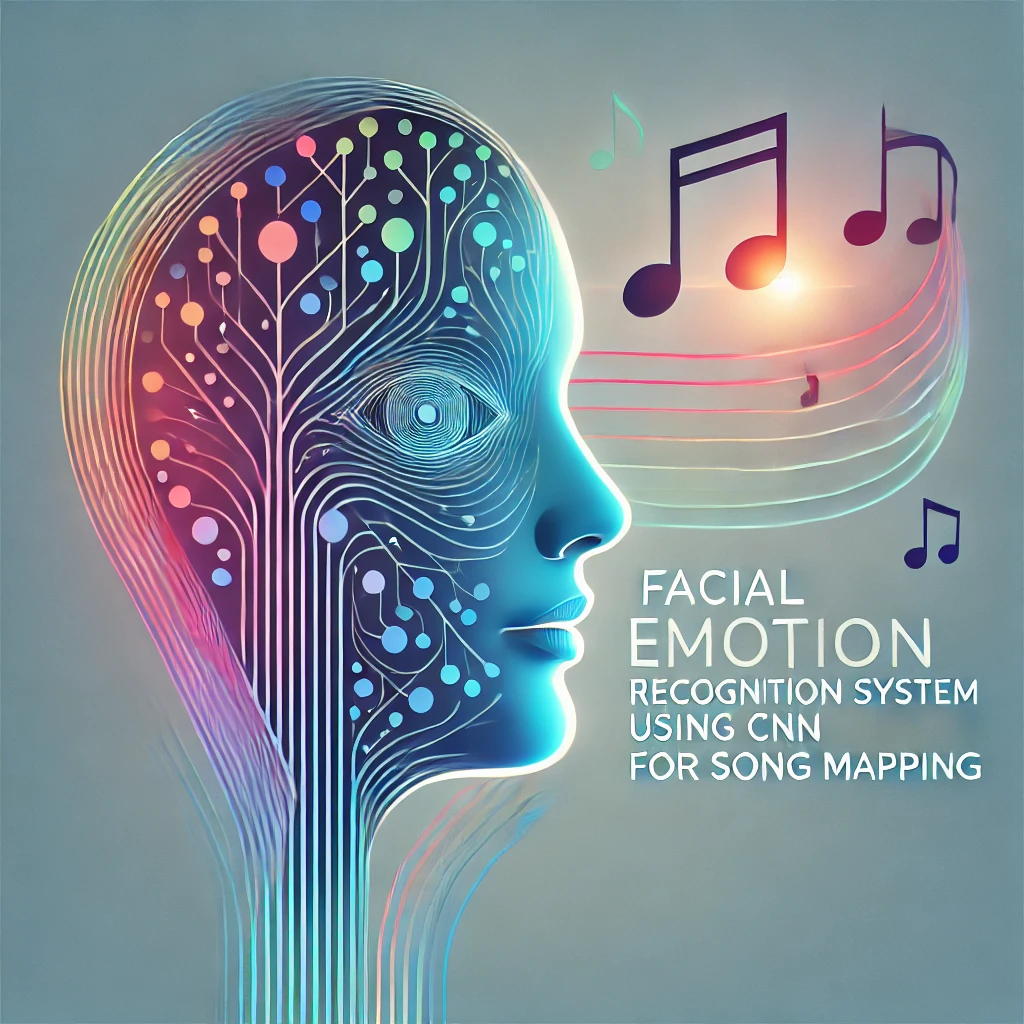 FACIAL
EMOTION
RECOGNITION SYSTEM
USING CNN
FOR SONG MAPPING